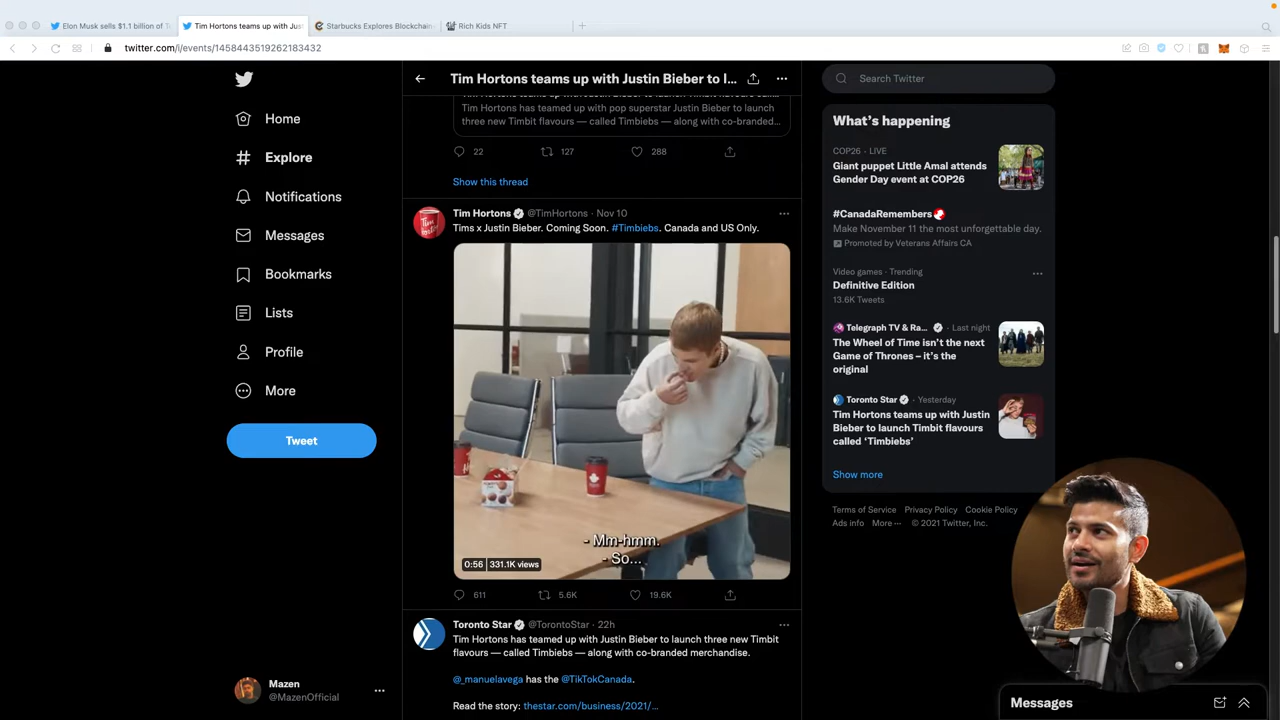 Elon Musk sells $1.1 billion of T
Tim Hortons teams up with Jus
Starbucks Explores Blockchain
Rich Kids NFT
twitter.com/i/events/1458443519262183432
Home
Explore
Notifications
Messages
Bookmarks
Lists
Profile
More
Tweet
Mazen
@MazenOfficial
Tim Hortons teams up with Justin Bieber to l...
Tim Hortons has teamed up with pop superstar Justin Bieber to launch
three new Timbit flavours — called Timbiebs — along with co-branded...
22 127 288
Show this thread
Tim Hortons @TimHortons · Nov 10
Tims x Justin Bieber. Coming Soon. #Timbiebs. Canada and US Only.
- Mm-hmm.
- So...
0:56 331.1K views
611 5.6K 19.6K
Toronto Star @TorontoStar · 22h
Tim Hortons has teamed up with Justin Bieber to launch three new Timbit
flavours — called Timbiebs — along with co-branded merchandise.
@_manuelavega has the @TikTokCanada.
Read the story: thestar.com/business/2021/...
Search Twitter
What's happening
COP26 · LIVE
Giant puppet Little Amal attends
Gender Day event at COP26
#CanadaRemembers
Make November 11 the most unforgettable day.
Promoted by Veterans Affairs CA
Video games · Trending
Definitive Edition
13.6K Tweets
Telegraph TV & Ra... · Last night
The Wheel of Time isn't the next
Game of Thrones – it's the
original
Toronto Star · Yesterday
Tim Hortons teams up with Justin
Bieber to launch Timbit flavours
called 'Timbiebs'
Show more
Terms of Service Privacy Policy Cookie Policy
Ads info More ··· © 2021 Twitter, Inc.
Messages